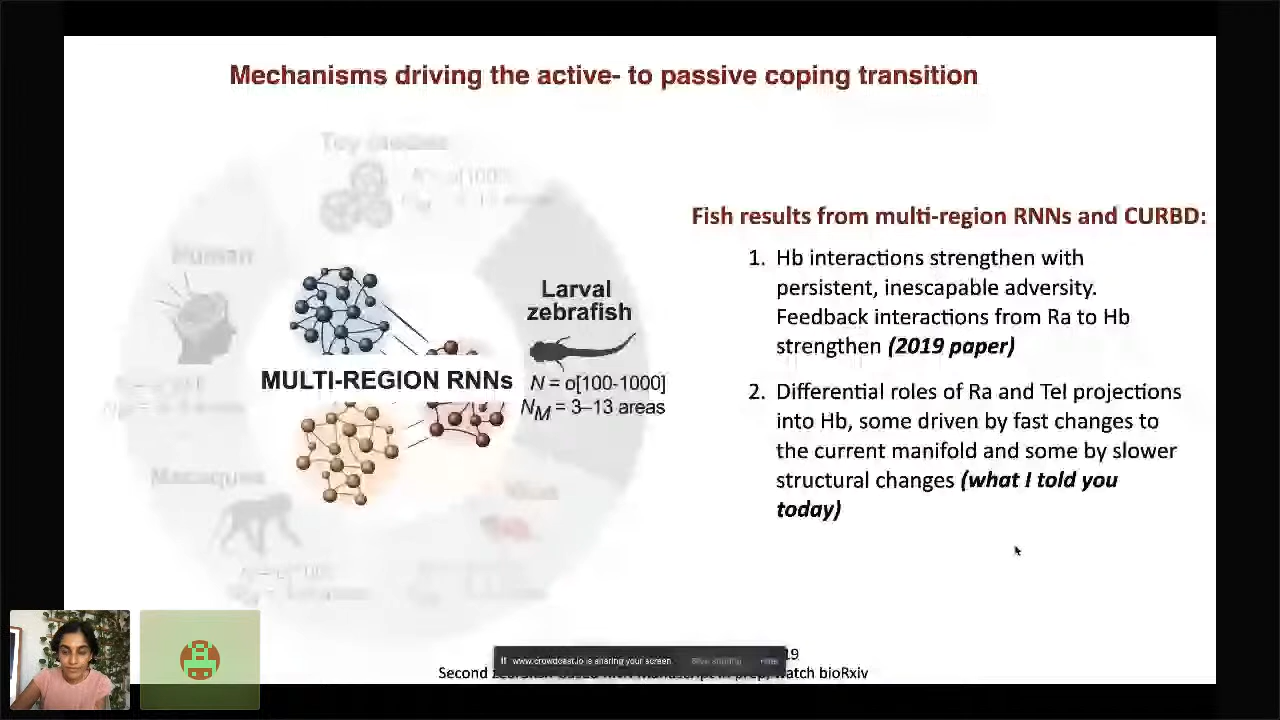 Mechanisms driving the active- to passive coping transition
Human
Macaques
Larval
zebrafish
MULTI-REGION RNNs
N = o[100-1000]
NM = 3–13 areas
Fish results from multi-region RNNs and CURBD:
1. Hb interactions strengthen with
persistent, inescapable adversity.
Feedback interactions from Ra to Hb
strengthen (2019 paper)
2. Differential roles of Ra and Tel projections
into Hb, some driven by fast changes to
the current manifold and some by slower
structural changes (what I told you
today)
www.crowdcast.io is sharing your screen.
Stop sharing
Hide
19
Second
watch bioRxiv